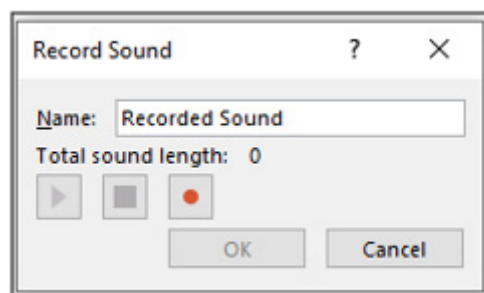 Record Sound ?
Name: Recorded Sound
Total sound length: 0
OK Cancel